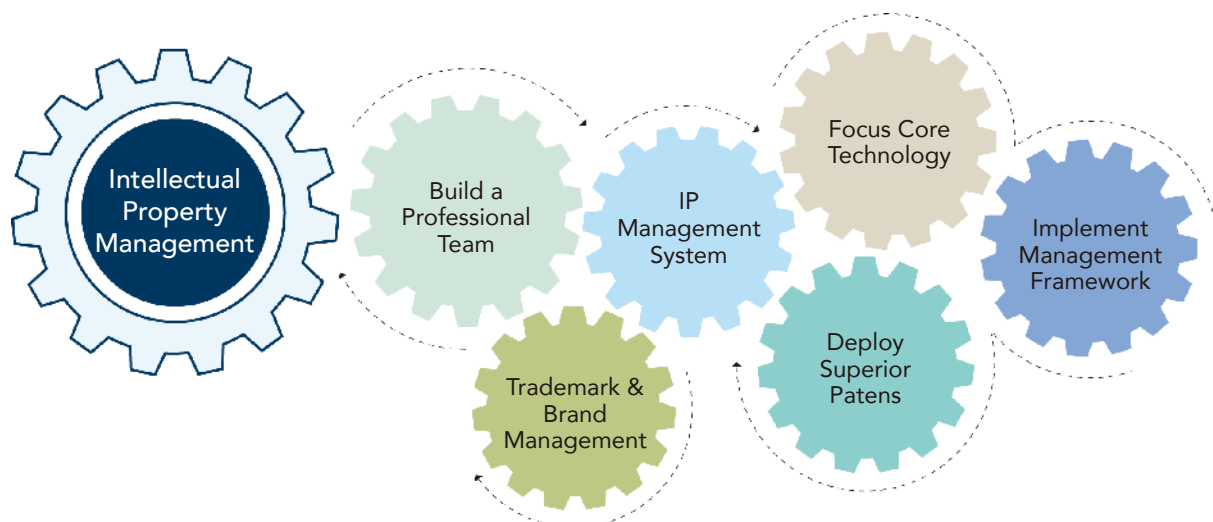 Intellectual
Property
Management
Build a
Professional
Team
IP
Management
System
Focus Core
Technology
Implement
Management
Framework
Trademark &
Brand
Management
Deploy
Superior
Patens